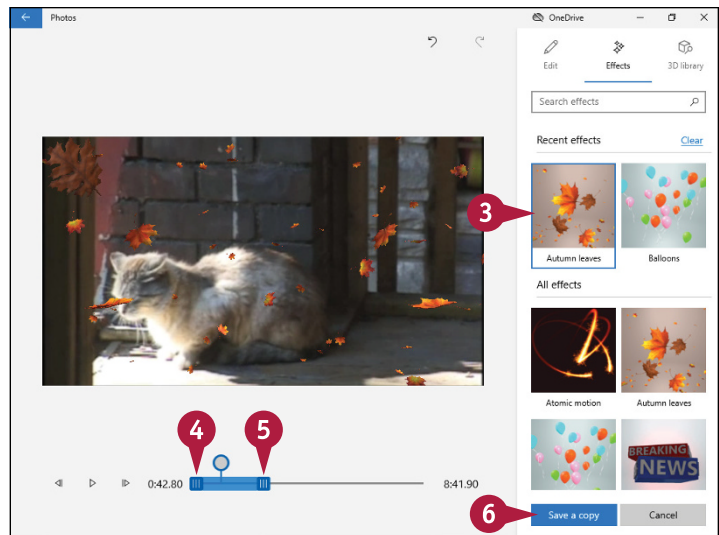 Photos
OneDrive
Edit
Effects
3D library
Search effects
Recent effects
Clear
3
Autumn leaves
Balloons
All effects
Atomic motion
Autumn leaves
BREAKING
NEWS
4
5
0:42.80
8:41.90
6
Save a copy
Cancel